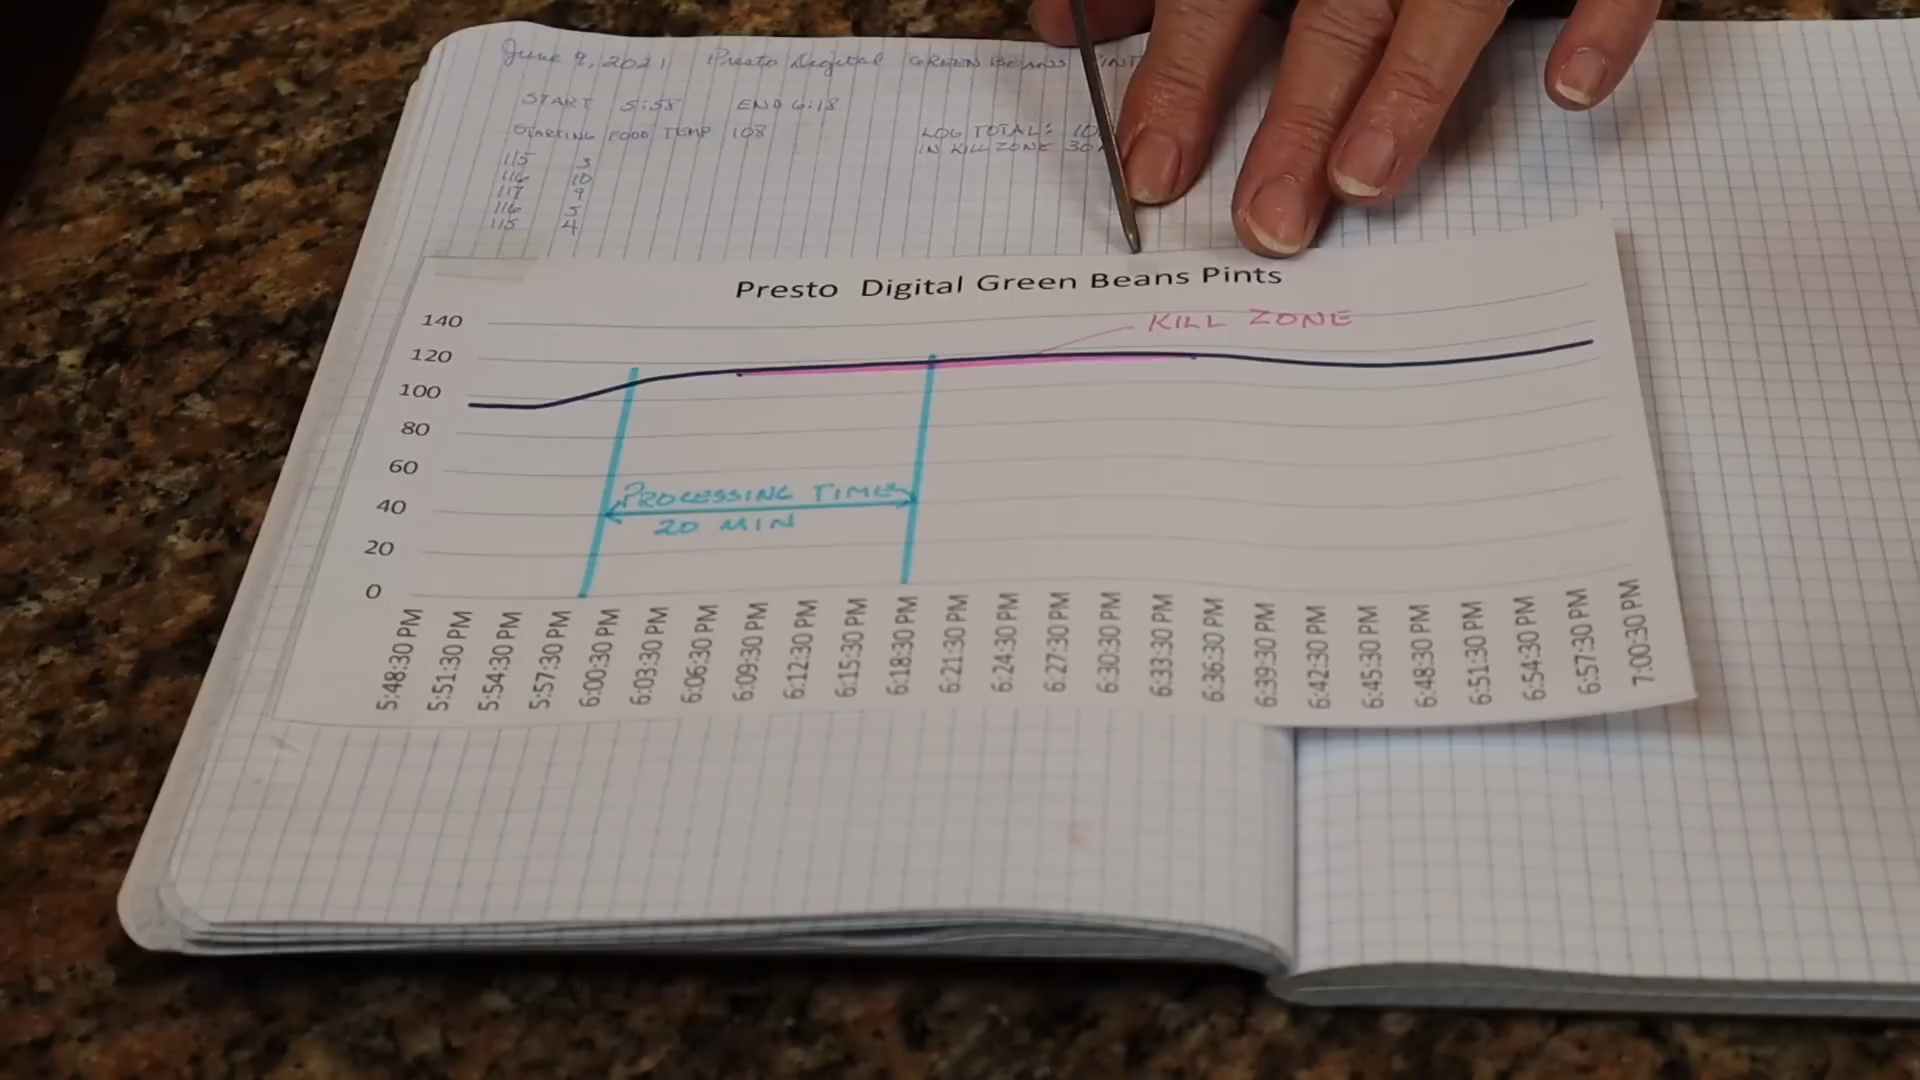 June 9, 2021 Presto Digital GREEN BEANS
START 5:58 END 6:18
STARTING FOOD TEMP 108
LOG TOTAL: 10
IN KILL ZONE 30
115 3
116 10
117 9
116 5
115 4
Presto Digital Green Beans Pints
KILL ZONE
140
120
100
80
60
40
20
0
PROCESSING TIME
20 MIN
5:48:30 PM
5:51:30 PM
5:54:30 PM
5:57:30 PM
6:00:30 PM
6:03:30 PM
6:06:30 PM
6:09:30 PM
6:12:30 PM
6:15:30 PM
6:18:30 PM
6:21:30 PM
6:24:30 PM
6:27:30 PM
6:30:30 PM
6:33:30 PM
6:36:30 PM
6:39:30 PM
6:42:30 PM
6:45:30 PM
6:48:30 PM
6:51:30 PM
6:54:30 PM
6:57:30 PM
7:00:30 PM